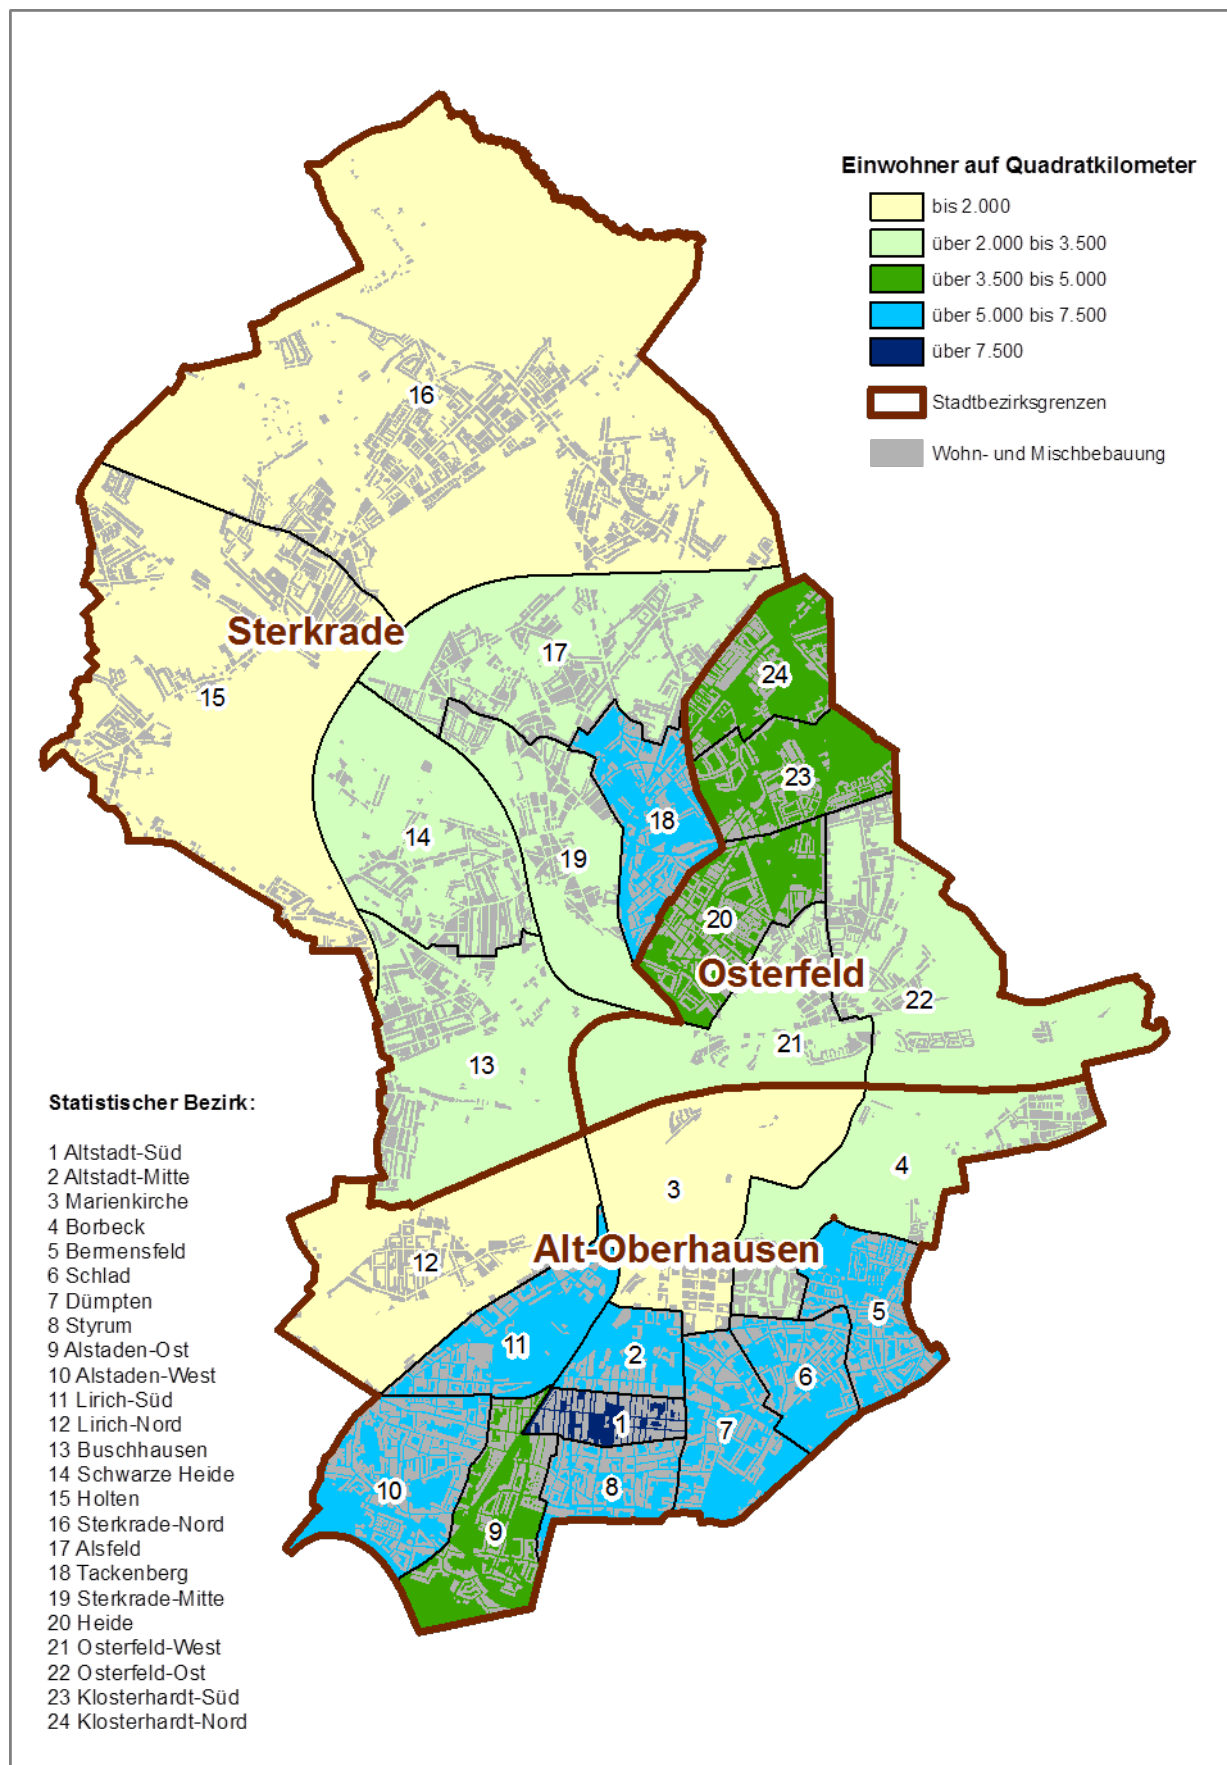 Einwohner auf Quadratkilometer
bis 2.000
über 2.000 bis 3.500
über 3.500 bis 5.000
über 5.000 bis 7.500
über 7.500
Stadtbezirksgrenzen
Wohn- und Mischbebauung
16
Sterkrade
17
15
24
23
18
14
19
20
Osterfeld
22
21
13
4
3
Alt-Oberhausen
12
5
11
2
6
1
7
10
8
9
Statistischer Bezirk:
1 Altstadt-Süd
2 Altstadt-Mitte
3 Marienkirche
4 Borbeck
5 Bermensfeld
6 Schlad
7 Dümpten
8 Styrum
9 Alstaden-Ost
10 Alstaden-West
11 Lirich-Süd
12 Lirich-Nord
13 Buschhausen
14 Schwarze Heide
15 Holten
16 Sterkrade-Nord
17 Alsfeld
18 Tackenberg
19 Sterkrade-Mitte
20 Heide
21 Osterfeld-West
22 Osterfeld-Ost
23 Klosterhardt-Süd
24 Klosterhardt-Nord